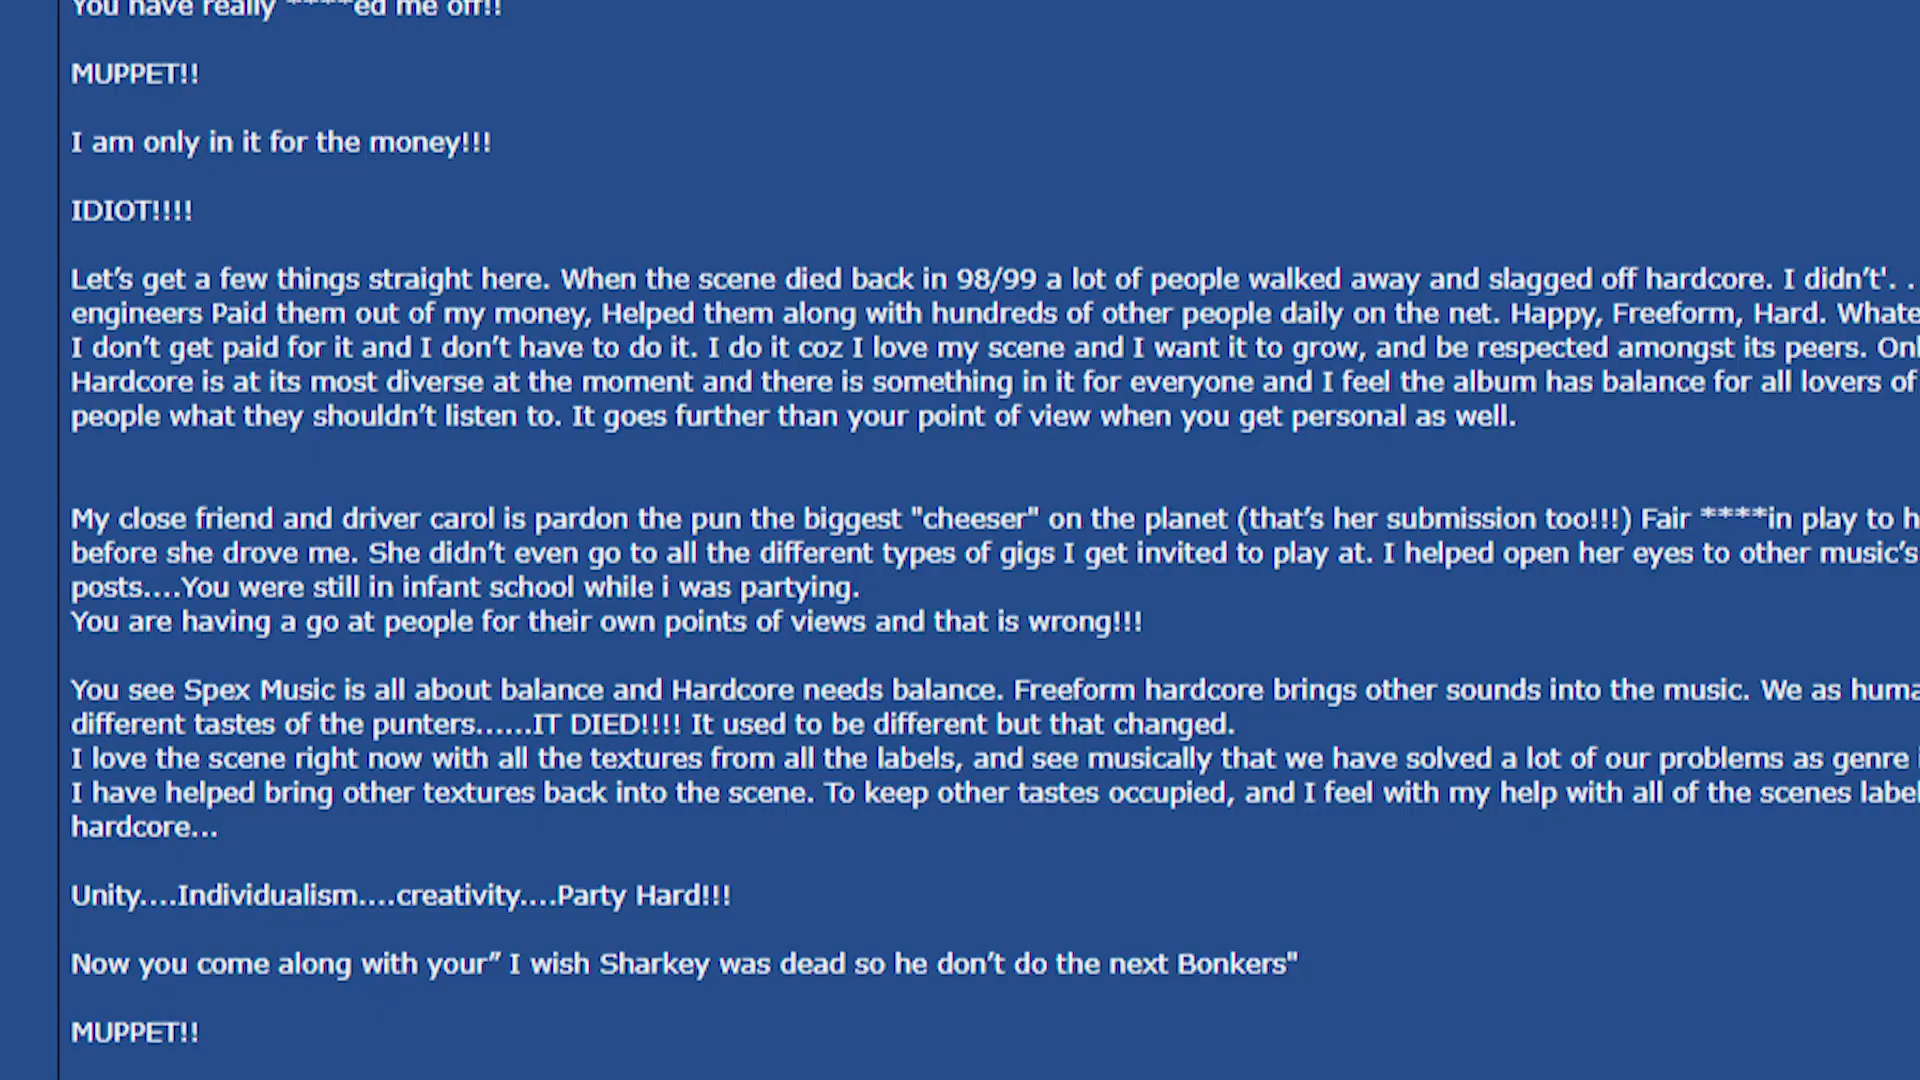 You have really ****ed me off!!
MUPPET!!
I am only in it for the money!!!
IDIOT!!!!
Let’s get a few things straight here. When the scene died back in 98/99 a lot of people walked away and slagged off hardcore. I didn’t'. .
engineers Paid them out of my money, Helped them along with hundreds of other people daily on the net. Happy, Freeform, Hard. Whate
I don’t get paid for it and I don’t have to do it. I do it coz I love my scene and I want it to grow, and be respected amongst its peers. Onl
Hardcore is at its most diverse at the moment and there is something in it for everyone and I feel the album has balance for all lovers of
people what they shouldn’t listen to. It goes further than your point of view when you get personal as well.
My close friend and driver carol is pardon the pun the biggest "cheeser" on the planet (that’s her submission too!!!) Fair ****in play to h
before she drove me. She didn’t even go to all the different types of gigs I get invited to play at. I helped open her eyes to other music’s
posts....You were still in infant school while i was partying.
You are having a go at people for their own points of views and that is wrong!!!
You see Spex Music is all about balance and Hardcore needs balance. Freeform hardcore brings other sounds into the music. We as huma
different tastes of the punters......IT DIED!!!! It used to be different but that changed.
I love the scene right now with all the textures from all the labels, and see musically that we have solved a lot of our problems as genre i
I have helped bring other textures back into the scene. To keep other tastes occupied, and I feel with my help with all of the scenes label
hardcore...
Unity....Individualism....creativity....Party Hard!!!
Now you come along with your” I wish Sharkey was dead so he don’t do the next Bonkers"
MUPPET!!